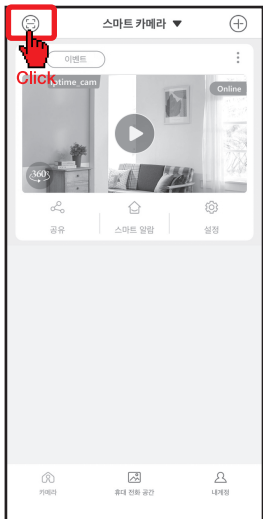 스마트 카메라 ▼
이벤트
Click
iptime_cam
Online
360°
공유
스마트 알람
설정
카메라
휴대 전화 공간
내계정